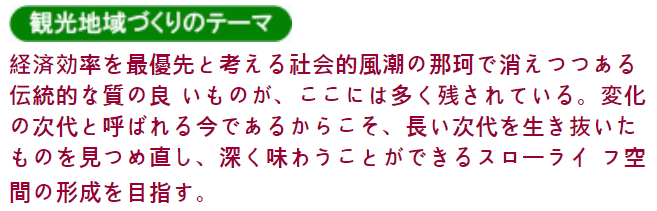 観光地域づくりのテーマ
経済効率を最優先と考える社会的風潮の那珂で消えつつある
伝統的な質の良 いものが、ここには多く残されている。変化
の次代と呼ばれる今であるからこそ、長い次代を生き抜いた
ものを見つめ直し、深く味わうことができるスローライ フ空
間の形成を目指す。